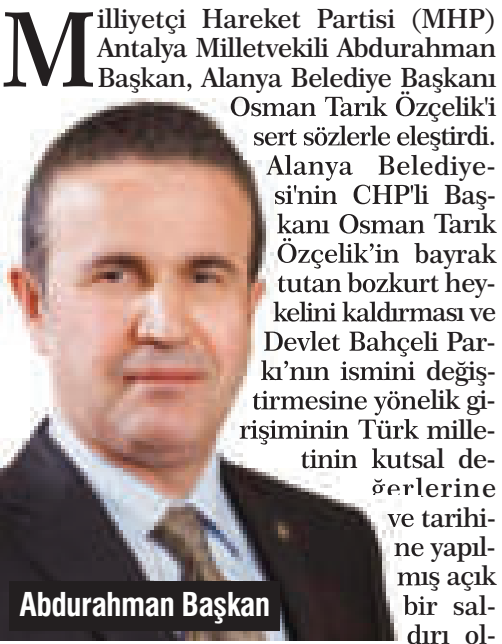 Milliyetçi Hareket Partisi (MHP)
Antalya Milletvekili Abdurahman
Başkan, Alanya Belediye Başkanı
Osman Tarık Özçelik'i
sert sözlerle eleştirdi.
Alanya Belediye-
si'nin CHP'li Baş-
kanı Osman Tarık
Özçelik’in bayrak
tutan bozkurt hey-
kelini kaldırması ve
Devlet Bahçeli Par-
kı’nın ismini değiş-
tirmesine yönelik gi-
rişiminin Türk mille-
tinin kutsal de-
ğerlerine
ve tarihi-
ne yapıl-
mış açık
bir sal-
dırı ol-
Abdurahman Başkan